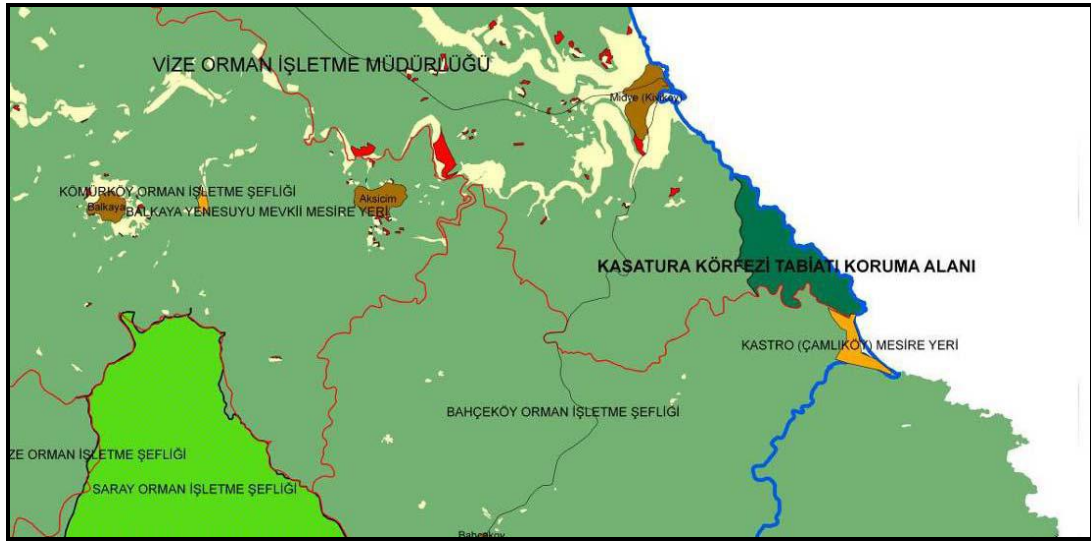 VİZE ORMAN İŞLETME MÜDÜRLÜĞÜ
Midye (Kıyıköy)
KÖMÜRKÖY ORMAN İŞLETME ŞEFLİĞİ
Aksicim
Balkaya
BALKAYA YENESUYU MEVKİİ MESİRE YERİ
KASATURA KÖRFEZİ TABİATI KORUMA ALANI
KASTRO (ÇAMLIKÖY) MESİRE YERİ
BAHÇEKÖY ORMAN İŞLETME ŞEFLİĞİ
ZE ORMAN İŞLETME ŞEFLİĞİ
SARAY ORMAN İŞLETME ŞEFLİĞİ
Bahçeköy